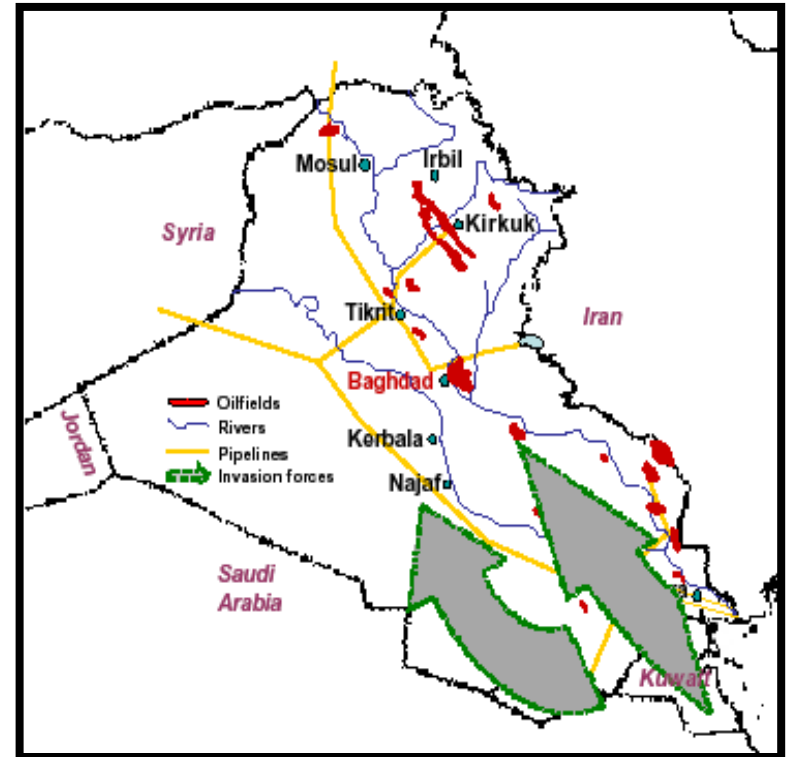 Mosul
Irbil
Kirkuk
Syria
Iran
Tikrit
Baghdad
Oilfields
Rivers
Pipelines
Invasion forces
Jordan
Kerbala
Najaf
Saudi
Arabia
Kuwait